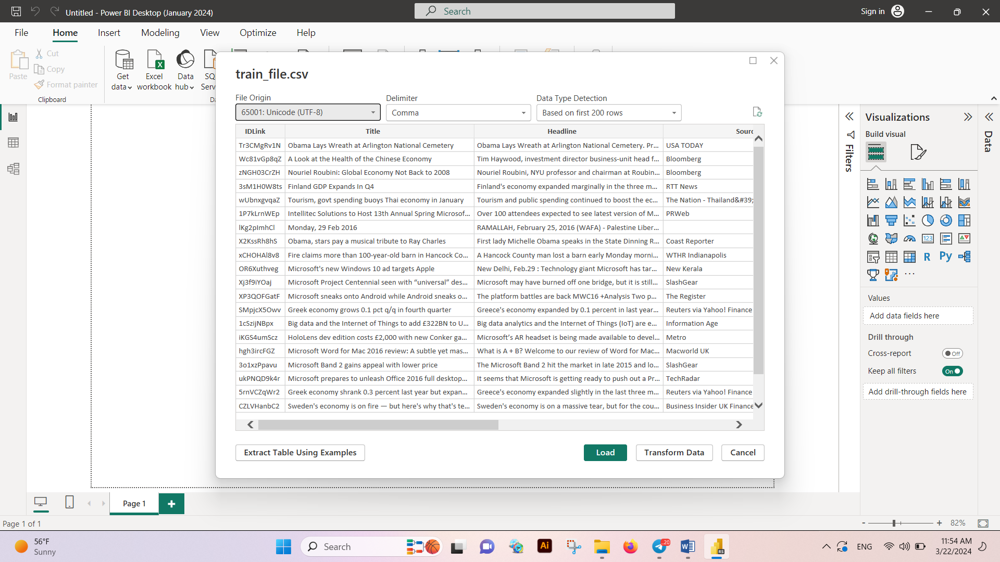 Untitled - Power BI Desktop (January 2024)
Search
Sign in
File
Home
Insert
Modeling
View
Optimize
Help
Paste
Cut
Copy
Format painter
Clipboard
Get data
Excel workbook
Data hub
train_file.csv
File Origin
Delimiter
Data Type Detection
65001: Unicode (UTF-8)
Comma
Based on first 200 rows
IDLink Title Headline Sourc
Tr3CMgRv1N Obama Lays Wreath at Arlington National Cemetery Obama Lays Wreath at Arlington National Cemetery. Pr... USA TODAY
Wc81vGp8qZ A Look at the Health of the Chinese Economy Tim Haywood, investment director business-unit head f... Bloomberg
zNGH03CrZH Nouriel Roubini: Global Economy Not Back to 2008 Nouriel Roubini, NYU professor and chairman at Roubin... Bloomberg
3sM1H0W8ts Finland GDP Expands In Q4 Finland's economy expanded marginally in the three m... RTT News
wUbnxgvqaZ Tourism, govt spending buoys Thai economy in January Tourism and public spending continued to boost the ec... The Nation - Thailand&#39;
1P7kLrnWEp Intellitec Solutions to Host 13th Annual Spring Microsof... Over 100 attendees expected to see latest version of M... PRWeb
lKg2pImhCl Monday, 29 Feb 2016 RAMALLAH, February 25, 2016 (WAFA) - Palestine Liber...
X2KssRh8hS Obama, stars pay a musical tribute to Ray Charles First lady Michelle Obama speaks in the State Dinning R... Coast Reporter
xCHOHAl8v8 Fire claims more than 100-year-old barn in Hancock Co... A Hancock County man lost a barn early Monday morni... WTHR Indianapolis
OR6Xuthveg Microsoft's new Windows 10 ad targets Apple New Delhi, Feb.29 : Technology giant Microsoft has tar... New Kerala
Xj3f9iYOaj Microsoft Project Centennial seen with “universal” des... Microsoft may have burned off one bridge, but it is still... SlashGear
XP3QOFGatF Microsoft sneaks onto Android while Android sneaks o... The platform battles are back MWC16 +Analysis Two p... The Register
SMpjcX5Owv Greek economy grows 0.1 pct q/q in fourth quarter Greece's economy expanded by 0.1 percent in last year... Reuters via Yahoo! Finance
1cSzijNBpx Big data and the Internet of Things to add £322BN to U... Big data analytics and the Internet of Things (IoT) are e... Information Age
iKGS4umScz HoloLens dev edition costs £2,000 with new Conker ga... Microsoft’s AR headset is being made available to devel... Metro
hgh3ircFGZ Microsoft Word for Mac 2016 review: A subtle yet mas... What is A + B? Welcome to our review of Word for Mac... Macworld UK
3o1xzPpavu Microsoft Band 2 gains appeal with lower price The Microsoft Band 2 hit the market in late 2015 and lo... SlashGear
ukPNQD9k4r Microsoft prepares to unleash Office 2016 full desktop... It seems that Microsoft is getting ready to push out a Pr... TechRadar
5rnVCZqWr2 Greek economy shrank 0.3 percent last year but expan... Greece's economy expanded slightly in the last three m... Reuters via Yahoo! Finance
CZLVHanbC2 Sweden's economy is on fire — but here's why that's te... Sweden's economy is on a massive tear, but for the cou... Business Insider UK Finance
Extract Table Using Examples
Load
Transform Data
Cancel
Filters
Visualizations
Build visual
123
R
Py
...
Values
Add data fields here
Drill through
Cross-report
Off
Keep all filters
On
Add drill-through fields here
Data
Page 1
Page 1 of 1
- + 82%
56°F
Sunny
Search
Ai
20
RS
ENG
11:54 AM
3/22/2024